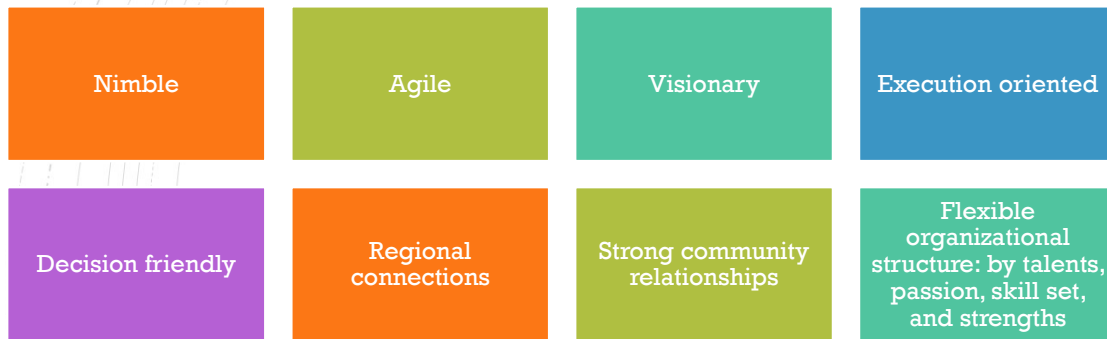 Nimble
Agile
Visionary
Execution oriented
Decision friendly
Regional
connections
Strong community
relationships
Flexible
organizational
structure: by talents,
passion, skill set,
and strengths